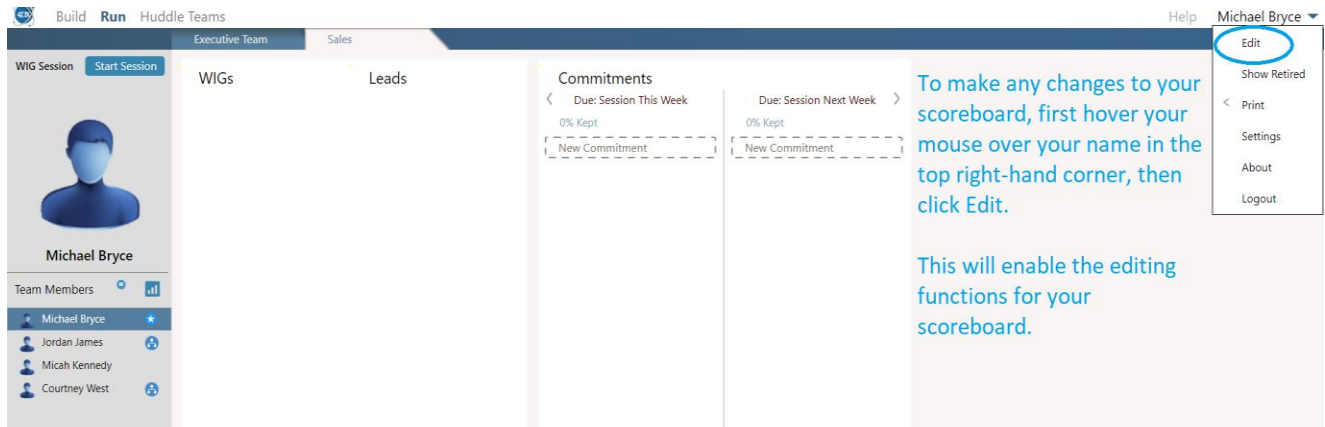 4DX
Build Run Huddle Teams
Help Michael Bryce
Executive Team Sales
WIG Session Start Session
Michael Bryce
Team Members
Michael Bryce
Jordan James
Micah Kennedy
Courtney West
WIGs Leads
Commitments
Due: Session This Week Due: Session Next Week
0% Kept 0% Kept
New Commitment New Commitment
To make any changes to your
scoreboard, first hover your
mouse over your name in the
top right-hand corner, then
click Edit.
This will enable the editing
functions for your
scoreboard.
Edit
Show Retired
< Print
Settings
About
Logout